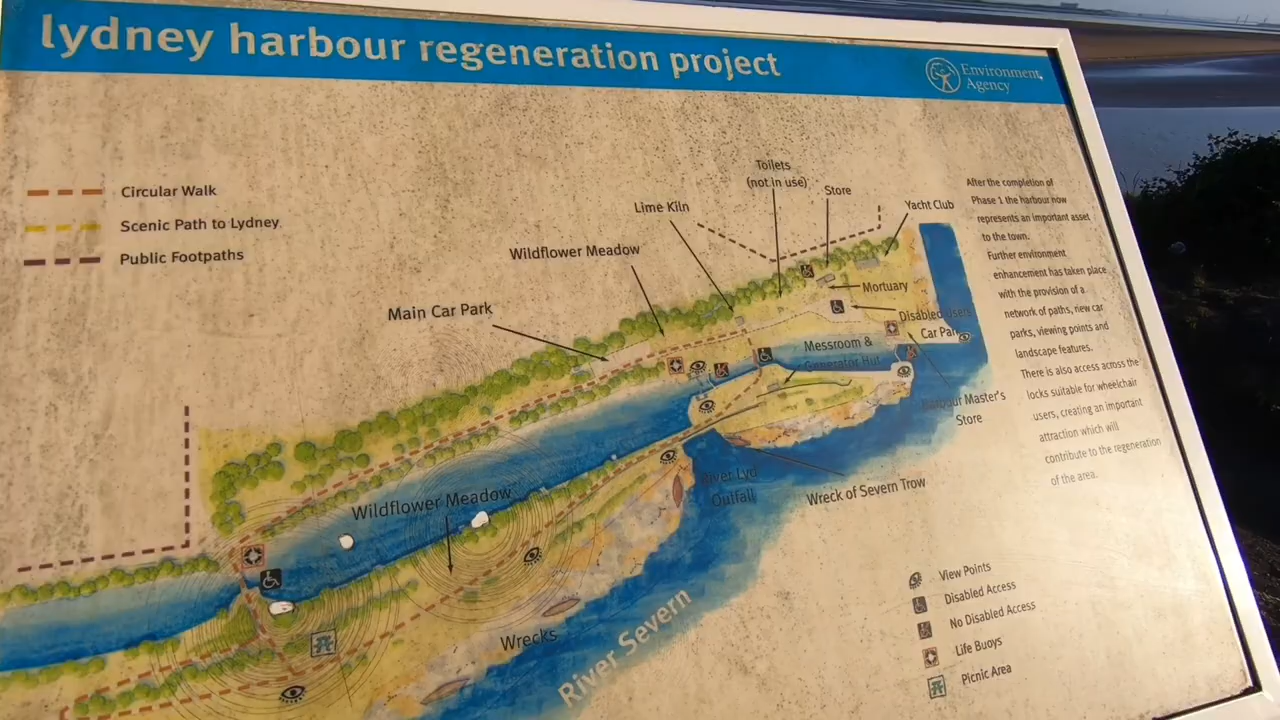 lydney harbour regeneration project
Environment
Agency
Circular Walk
Scenic Path to Lydney
Public Footpaths
Toilets
(not in use)
Store
Lime Kiln
Yacht Club
Wildflower Meadow
Main Car Park
Mortuary
Disabled Users
Car Park
Messroom &
Generator Hut
Harbour Master's
Store
Wildflower Meadow
River Lyd
Outfall
Wreck of Severn Trow
Wrecks
River Severn
After the completion of
Phase 1 the harbour now
represents an important asset
to the town.
Further environment
enhancement has taken place
with the provision of a
network of paths, new car
parks, viewing points and
landscape features.
There is also access across the
locks suitable for wheelchair
users, creating an important
attraction which will
contribute to the regeneration
of the area.
View Points
Disabled Access
No Disabled Access
Life Buoys
Picnic Area